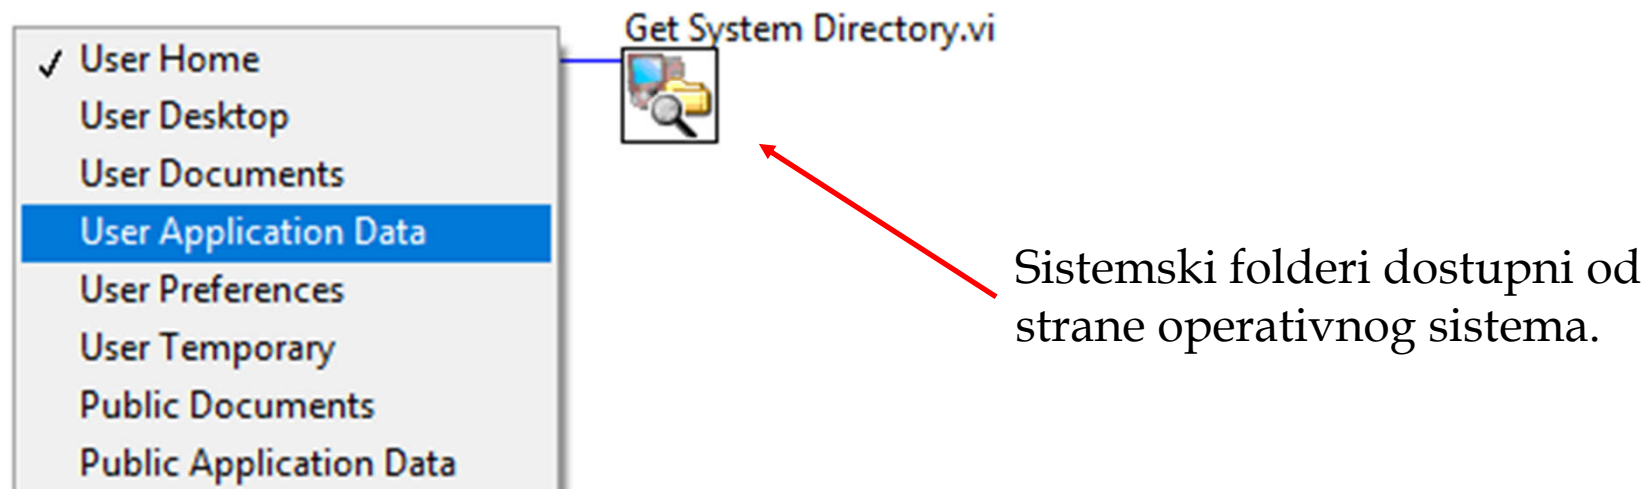 Get System Directory.vi
✓ User Home
User Desktop
User Documents
User Application Data
User Preferences
User Temporary
Public Documents
Public Application Data
Sistemski folderi dostupni od
strane operativnog sistema.